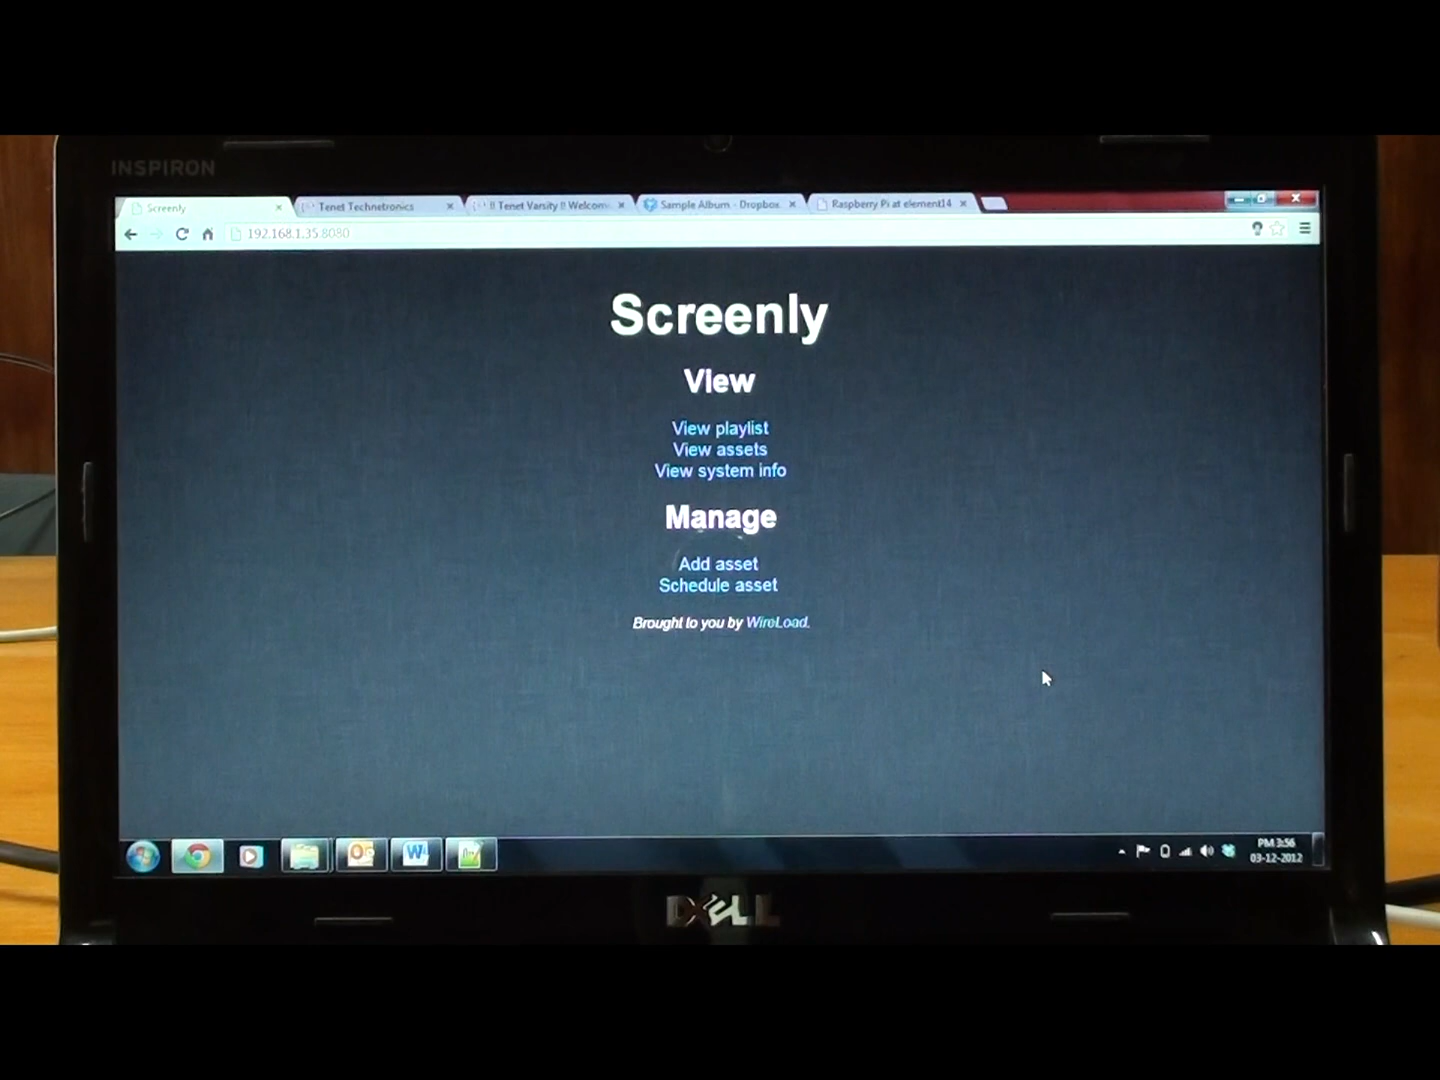 INSPIRON
Screenly
Tenet Technetronics
!! Tenet Varsity !! Welcom
Sample Album - Dropbox
Raspberry Pi at element14
192.168.1.35:8080
Screenly
View
View playlist
View assets
View system info
Manage
Add asset
Schedule asset
Brought to you by WireLoad.
PM 3:56
03-12-2012
DELL